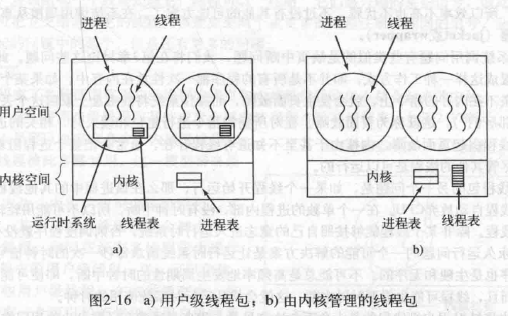 进程 线程
进程 线程
用户空间
内核空间
内核
内核
运行时系统 线程表 进程表
进程表 线程表
a)
b)
图2-16 a) 用户级线程包；b) 由内核管理的线程包